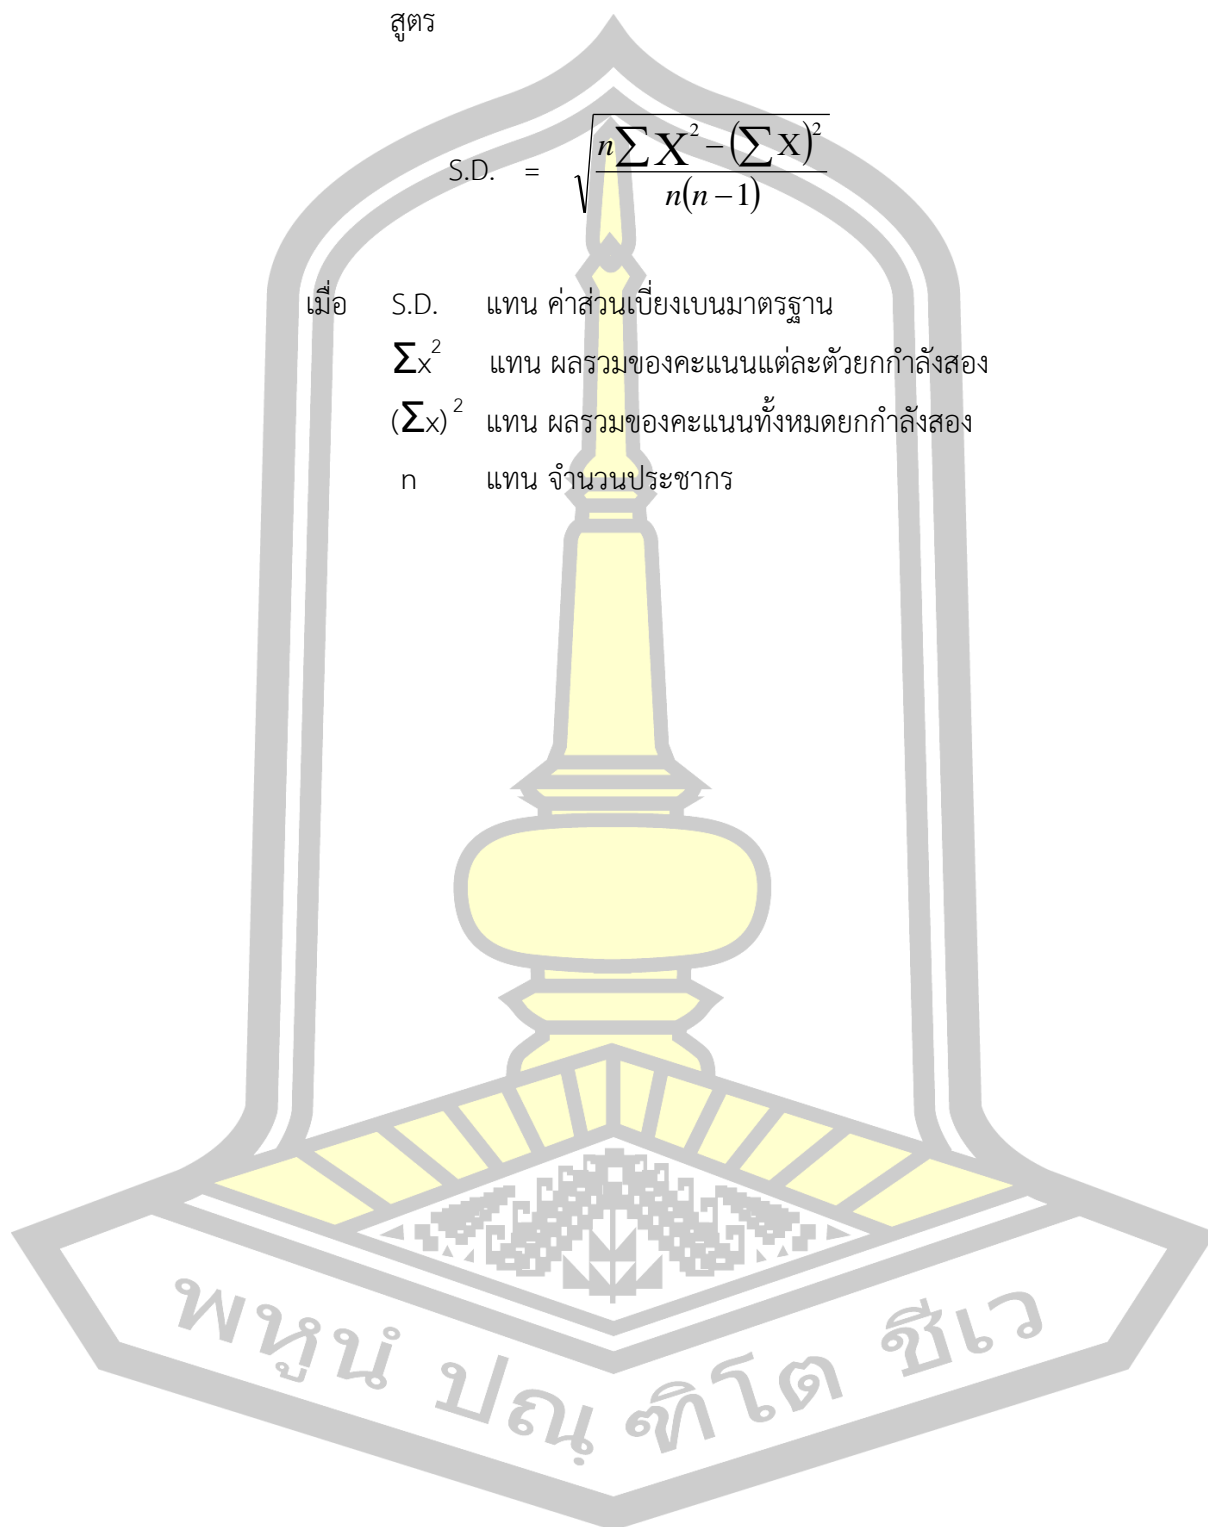 สูตร
S.D. = √(n∑X² − (∑X)²) / (n(n − 1))
เมื่อ S.D. แทน ค่าส่วนเบี่ยงเบนมาตรฐาน
Σx² แทน ผลรวมของคะแนนแต่ละตัวยกกำลังสอง
(Σx)² แทน ผลรวมของคะแนนทั้งหมดยกกำลังสอง
n แทน จำนวนประชากร
พหูนํ ปณฺฑิโต ชีเว